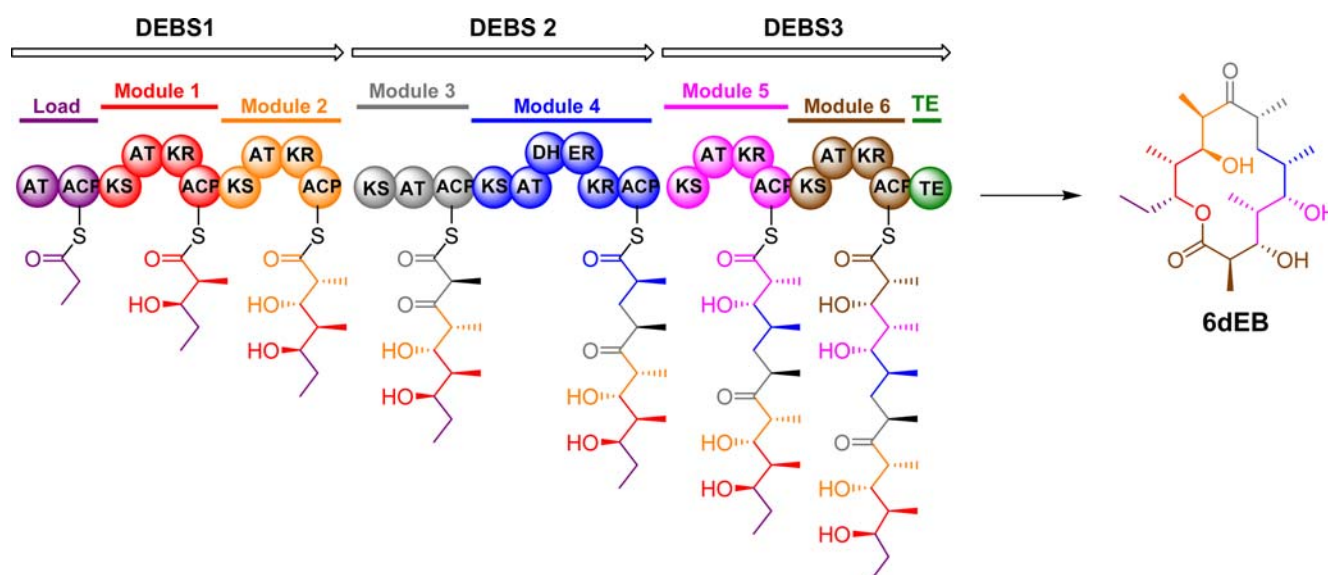 DEBS1 DEBS 2 DEBS3
Load Module 1 Module 2 Module 3 Module 4 Module 5 Module 6 TE
AT ACP KS AT KR ACP KS AT KR ACP KS AT ACP KS AT DH ER KR ACP KS AT KR ACP KS AT KR ACP TE
S S S S S S S
O O O O O O O
HO HO O HO HO
HO HO O HO
HO O HO
HO O
HO HO
HO HO
HO
O
OH
O OH
O OH
6dEB